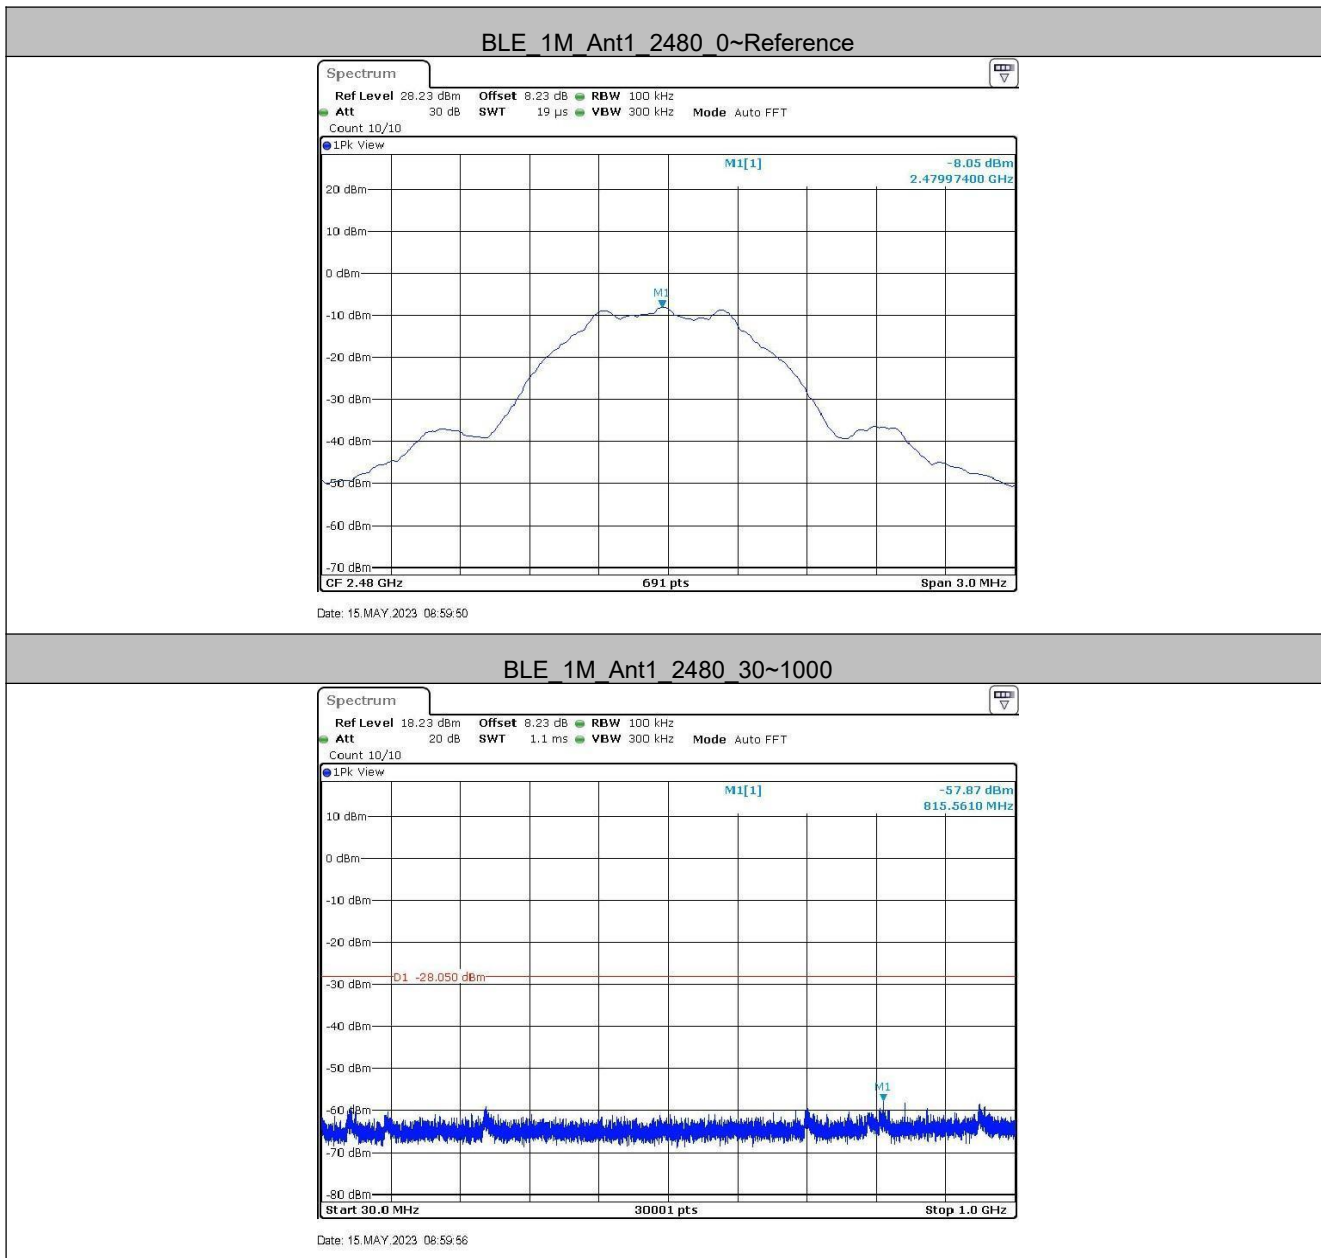 BLE_1M_Ant1_2480_0~Reference
Spectrum
Ref Level 28.23 dBm Offset 8.23 dB RBW 100 kHz
Att 30 dB SWT 19 µs VBW 300 kHz Mode Auto FFT
Count 10/10
1Pk View
M1[1] -8.05 dBm
2.47997400 GHz
20 dBm
10 dBm
0 dBm
M1
-10 dBm
-20 dBm
-30 dBm
-40 dBm
-50 dBm
-60 dBm
-70 dBm
CF 2.48 GHz 691 pts Span 3.0 MHz
Date: 15.MAY.2023 08:59:50
BLE_1M_Ant1_2480_30~1000
Spectrum
Ref Level 18.23 dBm Offset 8.23 dB RBW 100 kHz
Att 20 dB SWT 1.1 ms VBW 300 kHz Mode Auto FFT
Count 10/10
1Pk View
M1[1] -57.87 dBm
815.5610 MHz
10 dBm
0 dBm
-10 dBm
-20 dBm
D1 -28.050 dBm
-30 dBm
-40 dBm
-50 dBm
M1
-60 dBm
-70 dBm
-80 dBm
Start 30.0 MHz 30001 pts Stop 1.0 GHz
Date: 15.MAY.2023 08:59:56